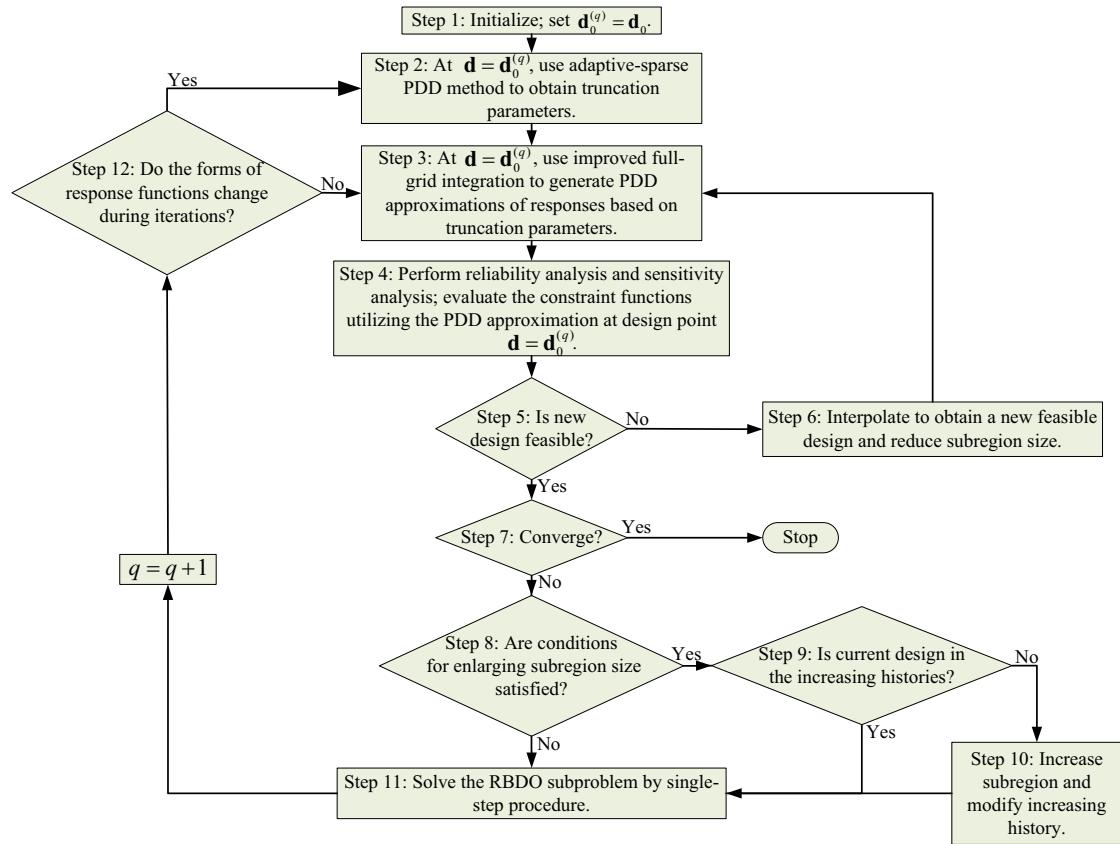 Step 1: Initialize; set d₀^(q) = d₀.
Step 2: At d = d₀^(q), use adaptive-sparse
PDD method to obtain truncation
parameters.
Yes
Step 12: Do the forms of
response functions change
during iterations?
No
Step 3: At d = d₀^(q), use improved full-
grid integration to generate PDD
approximations of responses based on
truncation parameters.
Step 4: Perform reliability analysis and sensitivity
analysis; evaluate the constraint functions
utilizing the PDD approximation at design point
d = d₀^(q).
Step 5: Is new
design feasible?
No
Step 6: Interpolate to obtain a new feasible
design and reduce subregion size.
Yes
Step 7: Converge?
Yes
Stop
No
q = q+1
Step 8: Are conditions
for enlarging subregion size
satisfied?
Yes
Step 9: Is current design in
the increasing histories?
No
Yes
No
Step 10: Increase
subregion and
modify increasing
history.
Step 11: Solve the RBDO subproblem by single-
step procedure.